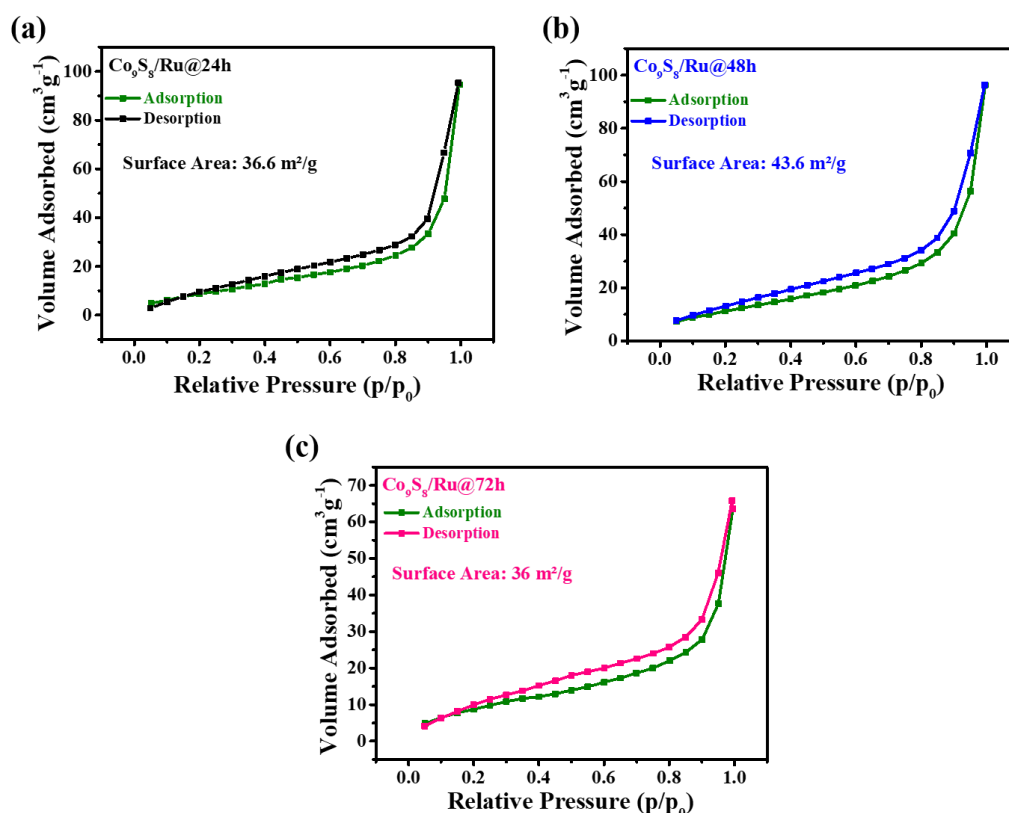 (a)
Co₉S₈/Ru@24h
Adsorption
Desorption
Surface Area: 36.6 m²/g
Volume Adsorbed (cm³g⁻¹)
100
80
60
40
20
0
0.0 0.2 0.4 0.6 0.8 1.0
Relative Pressure (p/p₀)
(b)
Co₉S₈/Ru@48h
Adsorption
Desorption
Surface Area: 43.6 m²/g
Volume Adsorbed (cm³g⁻¹)
100
80
60
40
20
0
0.0 0.2 0.4 0.6 0.8 1.0
Relative Pressure (p/p₀)
(c)
Co₉S₈/Ru@72h
Adsorption
Desorption
Surface Area: 36 m²/g
Volume Adsorbed (cm³g⁻¹)
70
60
50
40
30
20
10
0
0.0 0.2 0.4 0.6 0.8 1.0
Relative Pressure (p/p₀)